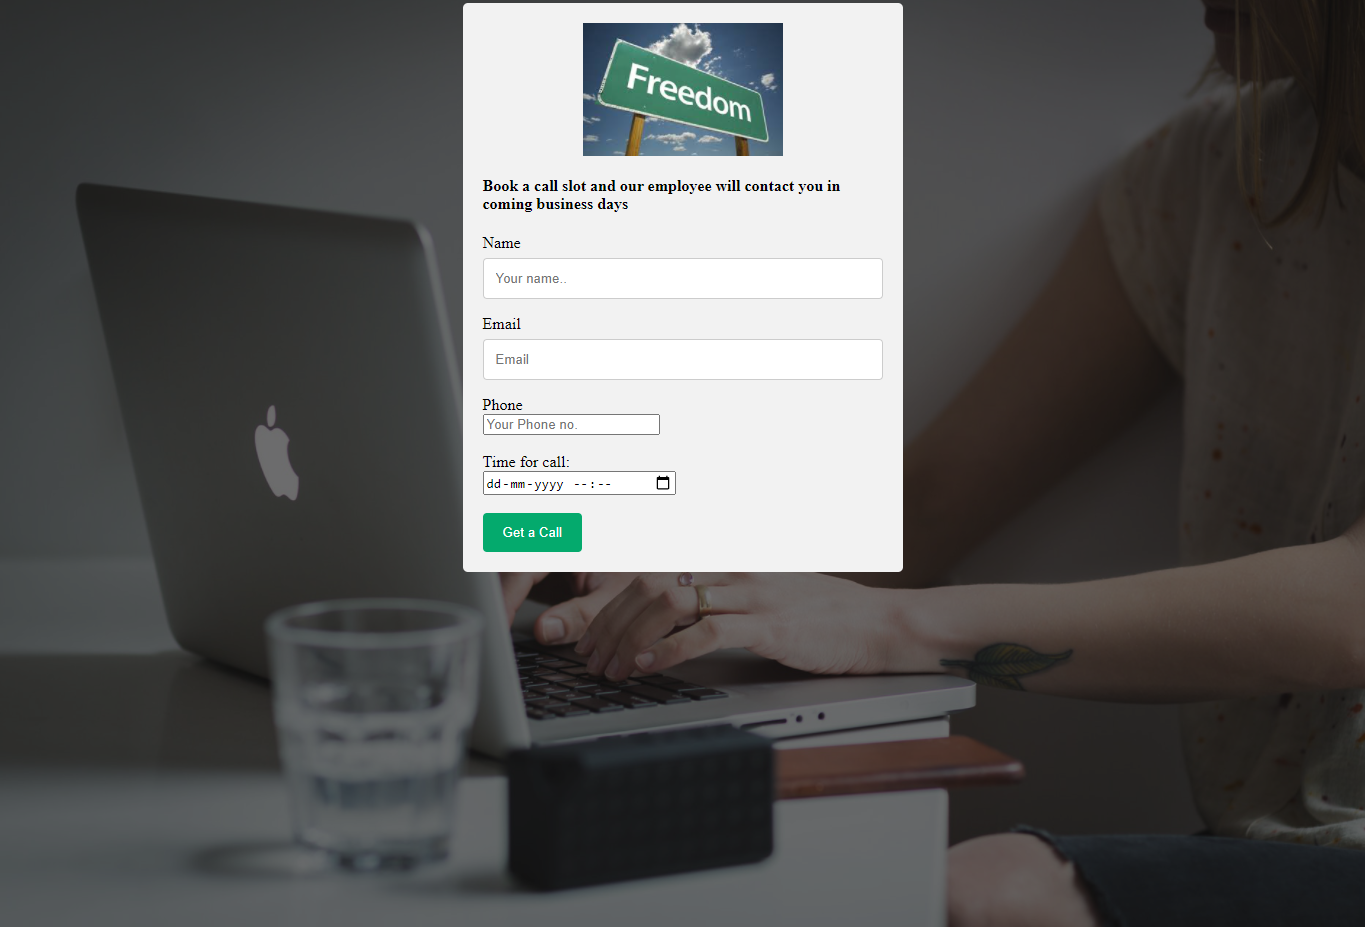 Freedom
Book a call slot and our employee will contact you in
coming business days
Name
Your name..
Email
Email
Phone
Your Phone no.
Time for call:
dd-mm-yyyy --:--
Get a Call